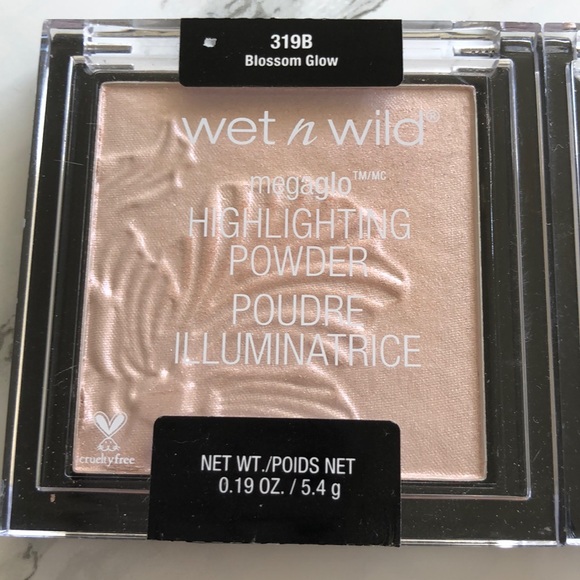 319B
Blossom Glow
wet n wild®
megaglo™/MC
HIGHLIGHTING
POWDER
POUDRE
ILLUMINATRICE
crueltyfree
NET WT./POIDS NET
0.19 OZ. / 5.4 g